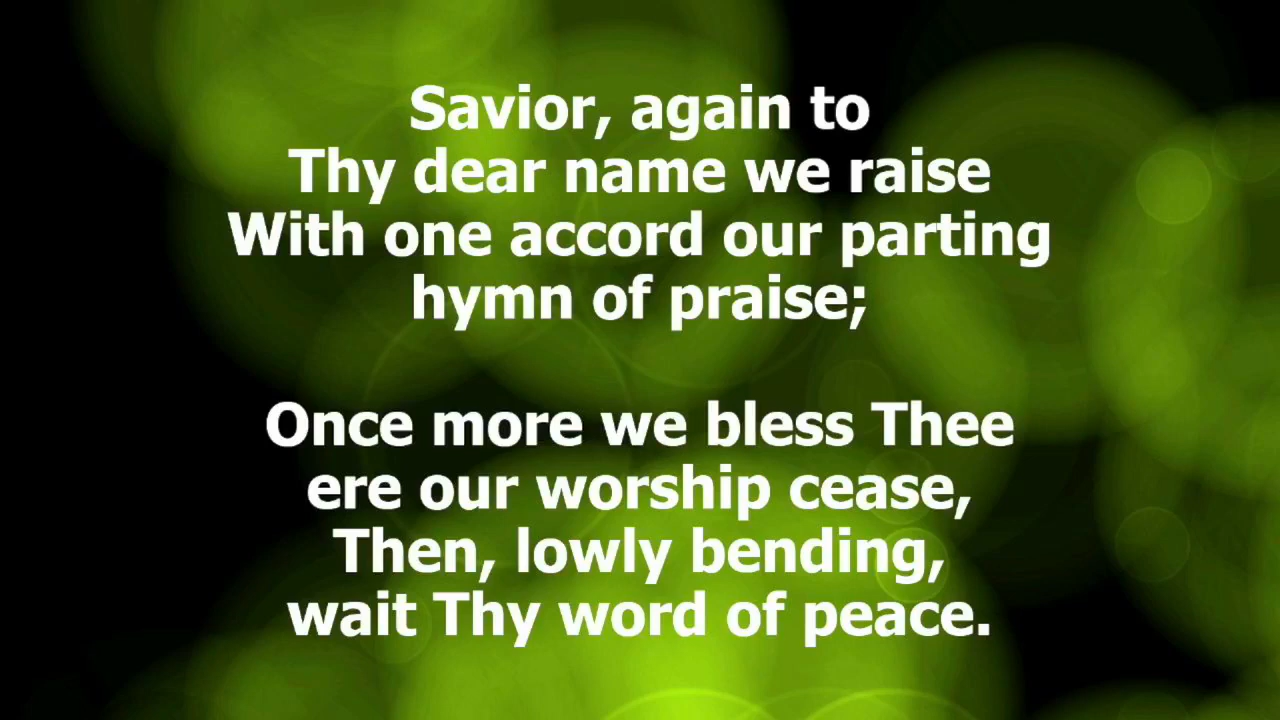 Savior, again to
Thy dear name we raise
With one accord our parting
hymn of praise;
Once more we bless Thee
ere our worship cease,
Then, lowly bending,
wait Thy word of peace.